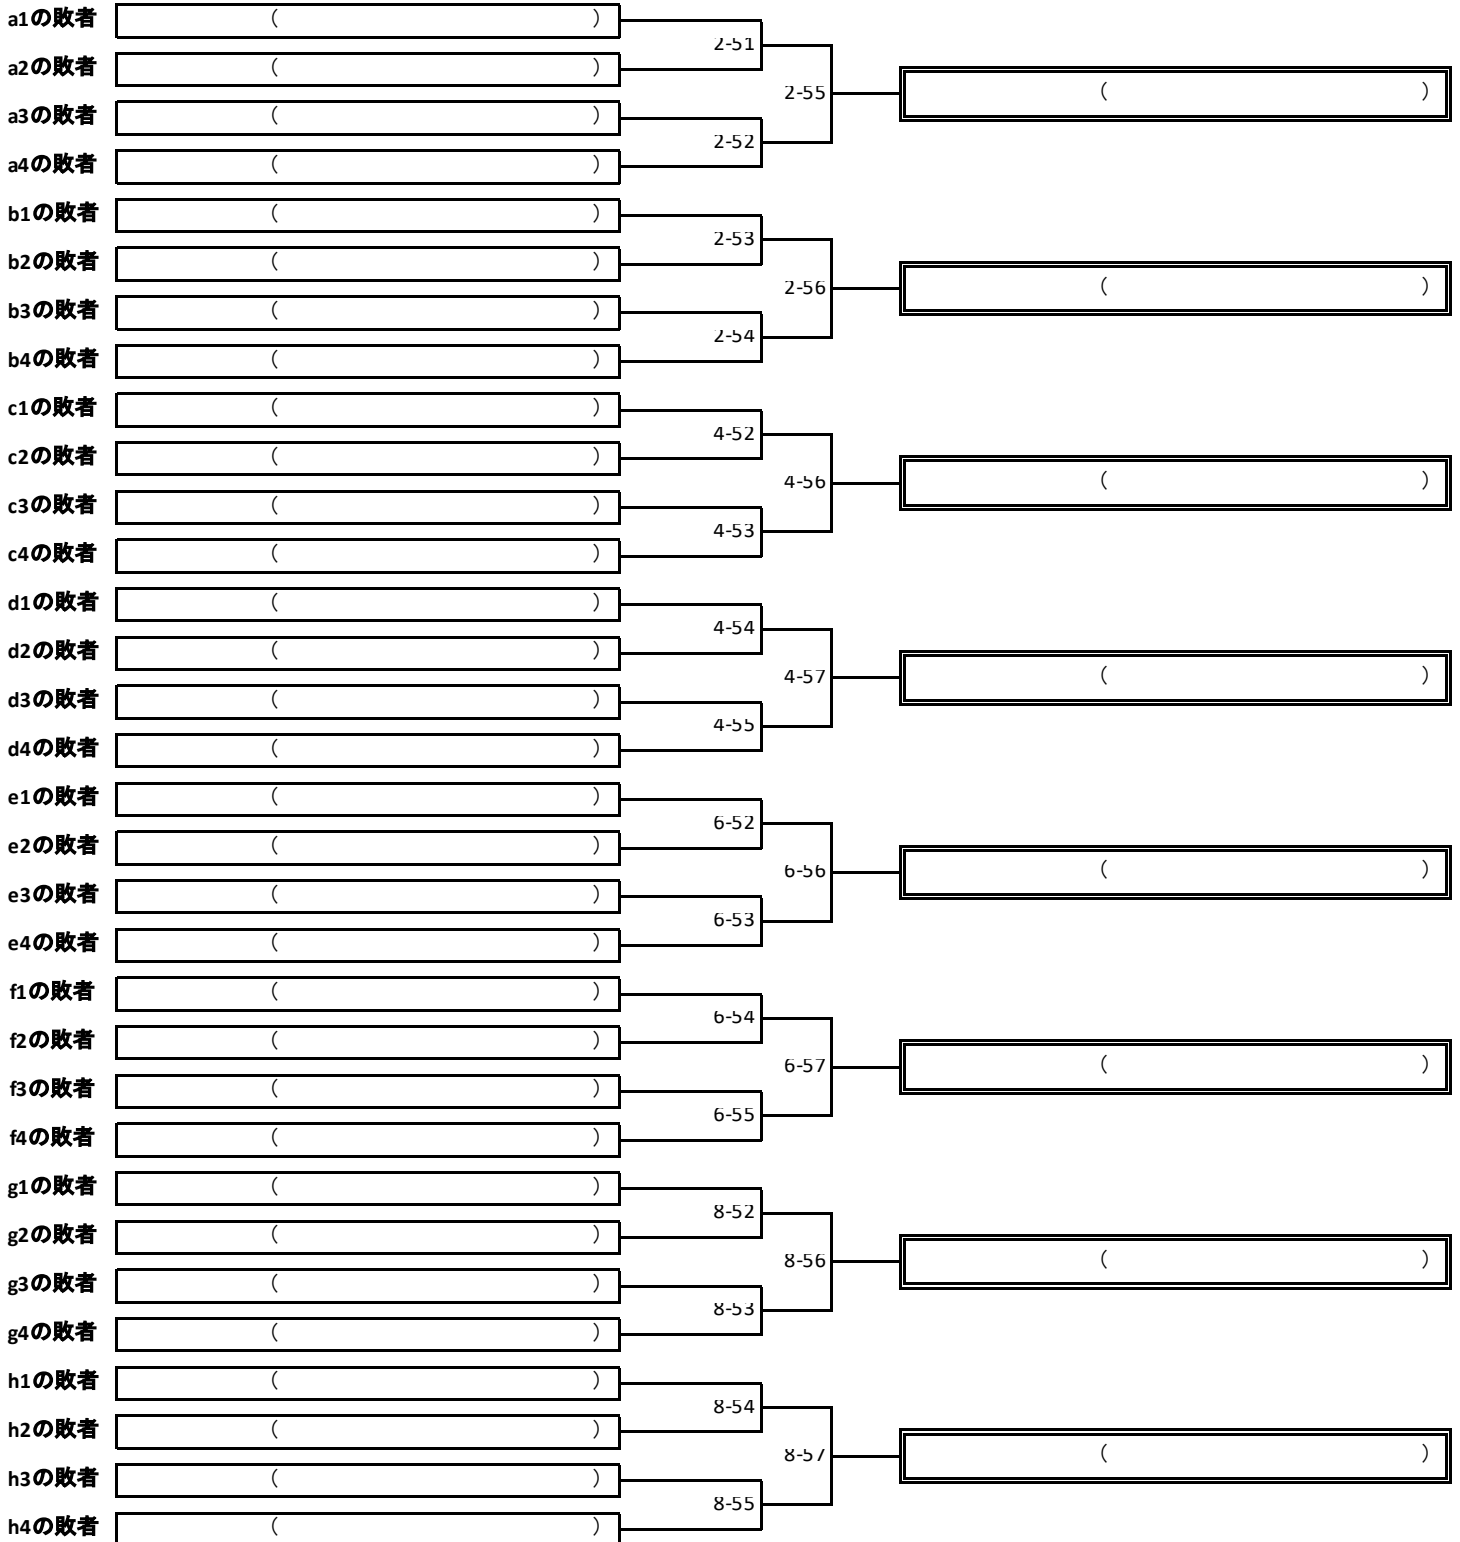 a1の敗者 ( )
2-51
a2の敗者 ( )
2-55 ( )
a3の敗者 ( )
2-52
a4の敗者 ( )
b1の敗者 ( )
2-53
b2の敗者 ( )
2-56 ( )
b3の敗者 ( )
2-54
b4の敗者 ( )
c1の敗者 ( )
4-52
c2の敗者 ( )
4-56 ( )
c3の敗者 ( )
4-53
c4の敗者 ( )
d1の敗者 ( )
4-54
d2の敗者 ( )
4-57 ( )
d3の敗者 ( )
4-55
d4の敗者 ( )
e1の敗者 ( )
6-52
e2の敗者 ( )
6-56 ( )
e3の敗者 ( )
6-53
e4の敗者 ( )
f1の敗者 ( )
6-54
f2の敗者 ( )
6-57 ( )
f3の敗者 ( )
6-55
f4の敗者 ( )
g1の敗者 ( )
8-52
g2の敗者 ( )
8-56 ( )
g3の敗者 ( )
8-53
g4の敗者 ( )
h1の敗者 ( )
8-54
h2の敗者 ( )
8-57 ( )
h3の敗者 ( )
8-55
h4の敗者 ( )